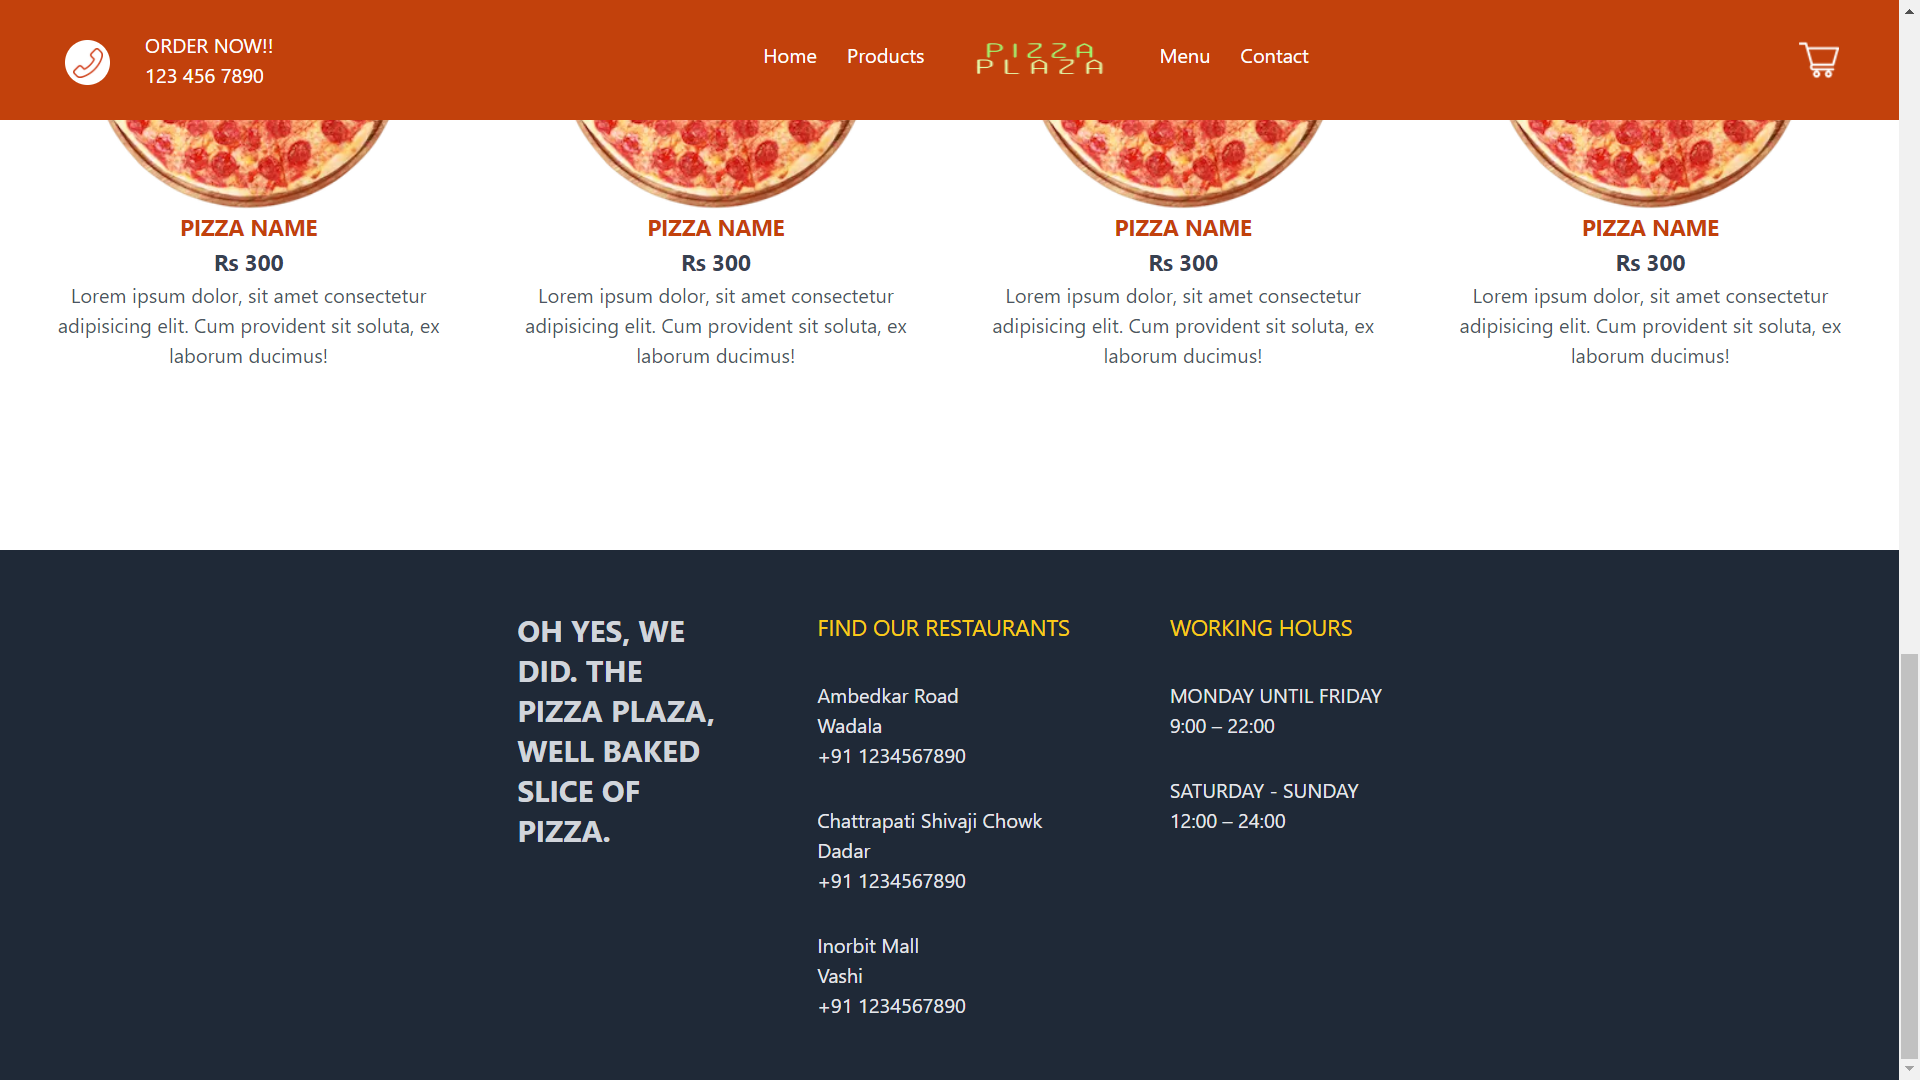 ORDER NOW!!
123 456 7890
Home
Products
PIZZA
PLAZA
Menu
Contact
PIZZA NAME
Rs 300
Lorem ipsum dolor, sit amet consectetur
adipisicing elit. Cum provident sit soluta, ex
laborum ducimus!
PIZZA NAME
Rs 300
Lorem ipsum dolor, sit amet consectetur
adipisicing elit. Cum provident sit soluta, ex
laborum ducimus!
PIZZA NAME
Rs 300
Lorem ipsum dolor, sit amet consectetur
adipisicing elit. Cum provident sit soluta, ex
laborum ducimus!
PIZZA NAME
Rs 300
Lorem ipsum dolor, sit amet consectetur
adipisicing elit. Cum provident sit soluta, ex
laborum ducimus!
OH YES, WE
DID. THE
PIZZA PLAZA,
WELL BAKED
SLICE OF
PIZZA.
FIND OUR RESTAURANTS
Ambedkar Road
Wadala
+91 1234567890
Chattrapati Shivaji Chowk
Dadar
+91 1234567890
Inorbit Mall
Vashi
+91 1234567890
WORKING HOURS
MONDAY UNTIL FRIDAY
9:00 – 22:00
SATURDAY - SUNDAY
12:00 – 24:00